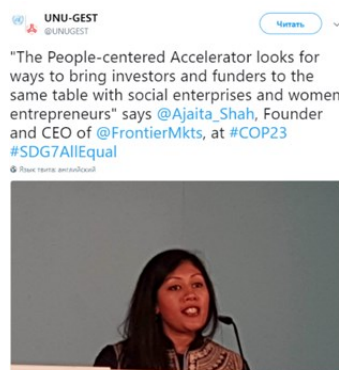 UNU-GEST
@UNUGEST
Читать
"The People-centered Accelerator looks for
ways to bring investors and funders to the
same table with social enterprises and women
entrepreneurs" says @Ajaita_Shah, Founder
and CEO of @FrontierMkts, at #COP23
#SDG7AllEqual
Язык твита: английский